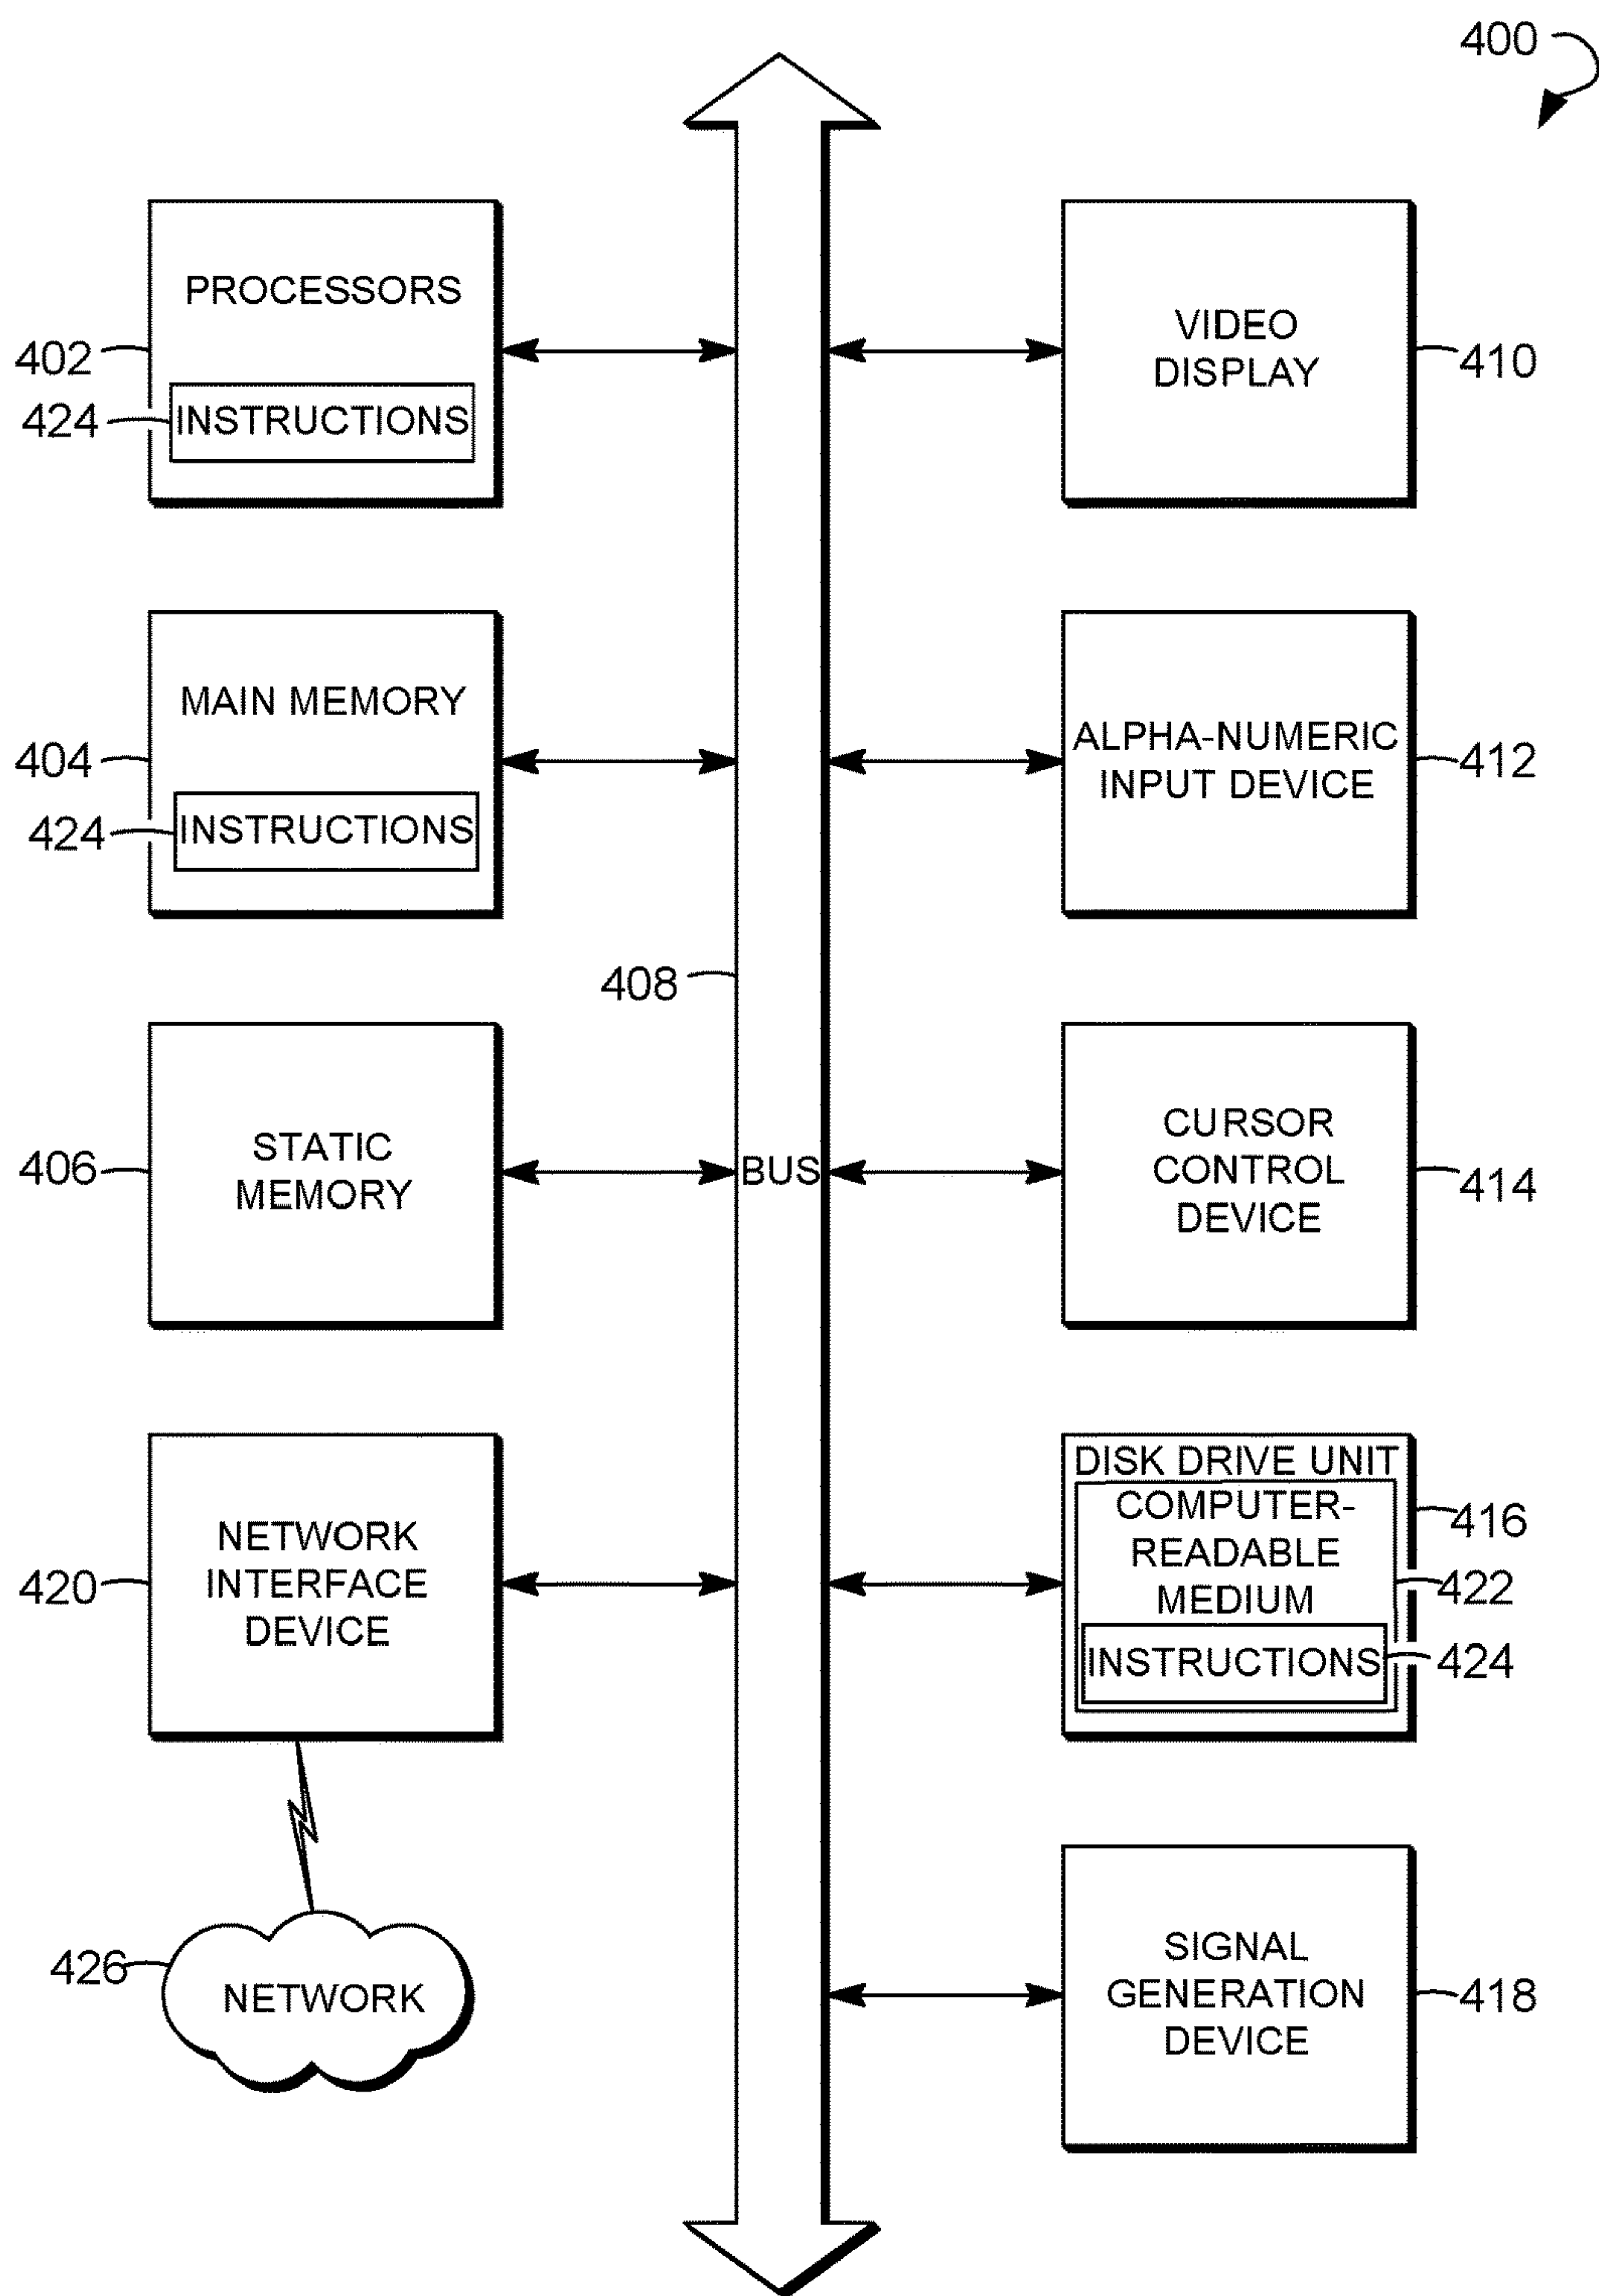 400
PROCESSORS
402
424
INSTRUCTIONS
VIDEO
DISPLAY
410
MAIN MEMORY
404
424
INSTRUCTIONS
ALPHA-NUMERIC
INPUT DEVICE
412
408
STATIC
MEMORY
406
BUS
CURSOR
CONTROL
DEVICE
414
NETWORK
INTERFACE
DEVICE
420
DISK DRIVE UNIT
COMPUTER-
READABLE
MEDIUM
416
422
INSTRUCTIONS
424
426
NETWORK
SIGNAL
GENERATION
DEVICE
418